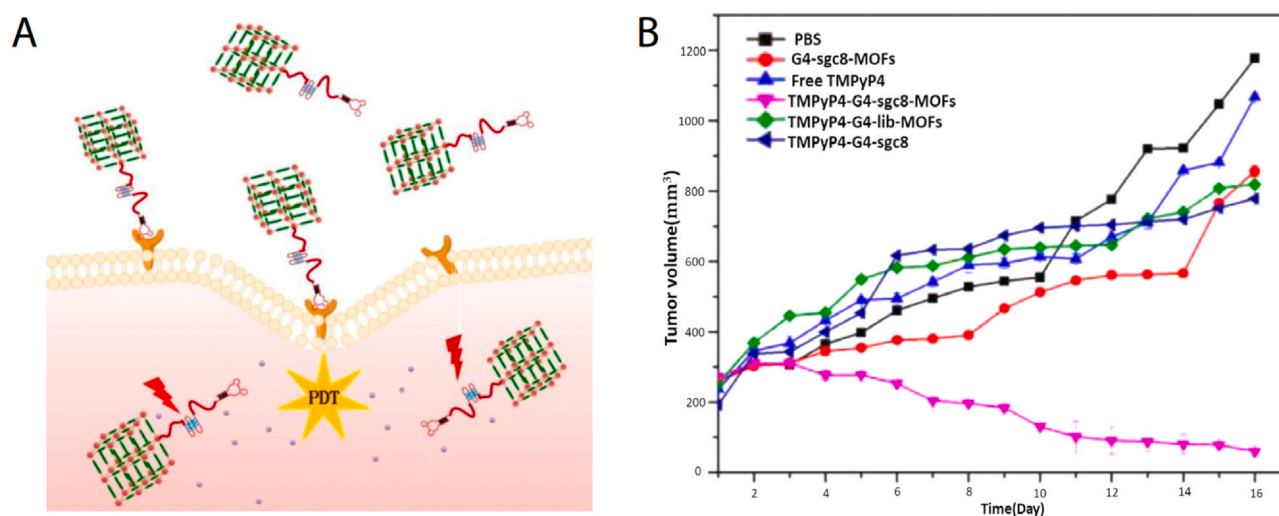 A
PDT
B
PBS
G4-sgc8-MOFs
Free TMPyP4
TMPyP4-G4-sgc8-MOFs
TMPyP4-G4-lib-MOFs
TMPyP4-G4-sgc8
Tumor volume(mm³)
1200
1000
800
600
400
200
0
2 4 6 8 10 12 14 16
Time(Day)